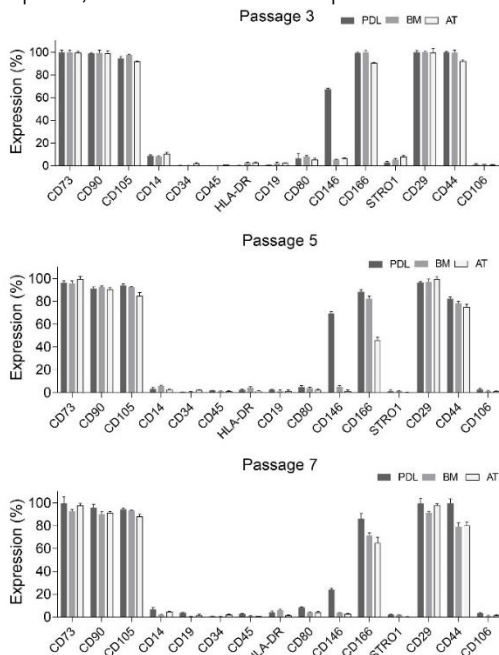 Passage 3
PDL BM AT
Expression (%)
100
80
60
40
20
0
CD73 CD90 CD105 CD14 CD34 CD45 HLA-DR CD19 CD80 CD146 CD166 STRO1 CD29 CD44 CD106
Passage 5
PDL BM AT
Expression (%)
100
80
60
40
20
0
CD73 CD90 CD105 CD14 CD34 CD45 HLA-DR CD19 CD80 CD146 CD166 STRO1 CD29 CD44 CD106
Passage 7
PDL BM AT
Expression (%)
100
80
60
40
20
0
CD73 CD90 CD105 CD14 CD19 CD34 CD45 HLA-DR CD80 CD146 CD166 STRO1 CD29 CD44 CD106